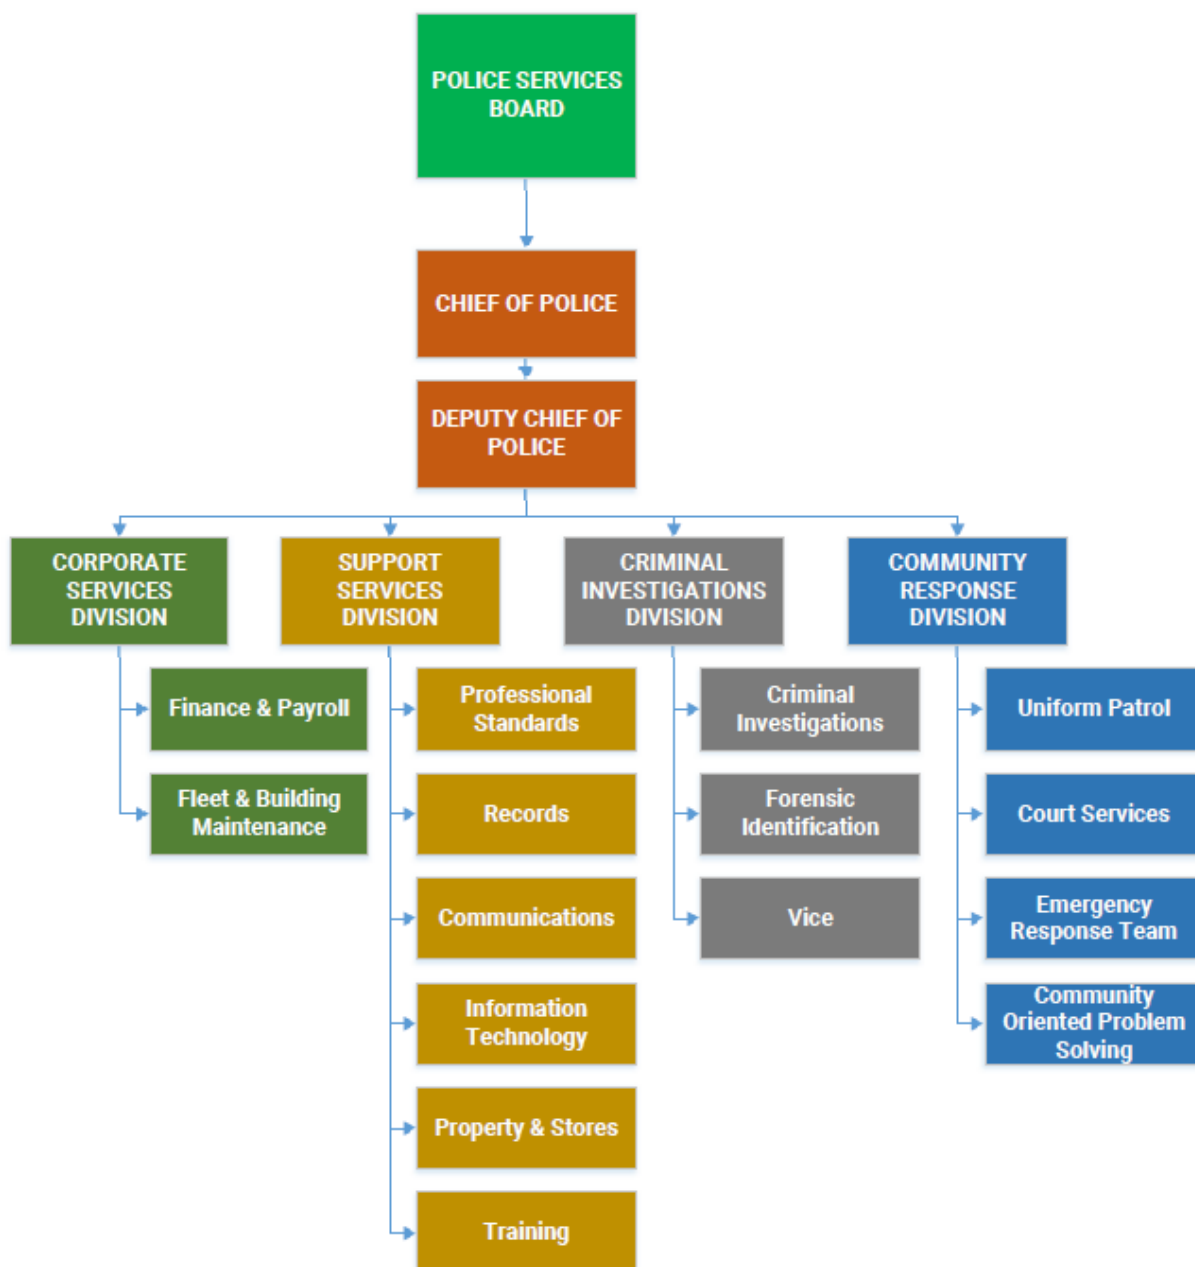 POLICE SERVICES
BOARD
CHIEF OF POLICE
DEPUTY CHIEF OF
POLICE
CORPORATE
SERVICES
DIVISION
Finance & Payroll
Fleet & Building
Maintenance
SUPPORT
SERVICES
DIVISION
Professional
Standards
Records
Communications
Information
Technology
Property & Stores
Training
CRIMINAL
INVESTIGATIONS
DIVISION
Criminal
Investigations
Forensic
Identification
Vice
COMMUNITY
RESPONSE
DIVISION
Uniform Patrol
Court Services
Emergency
Response Team
Community
Oriented Problem
Solving